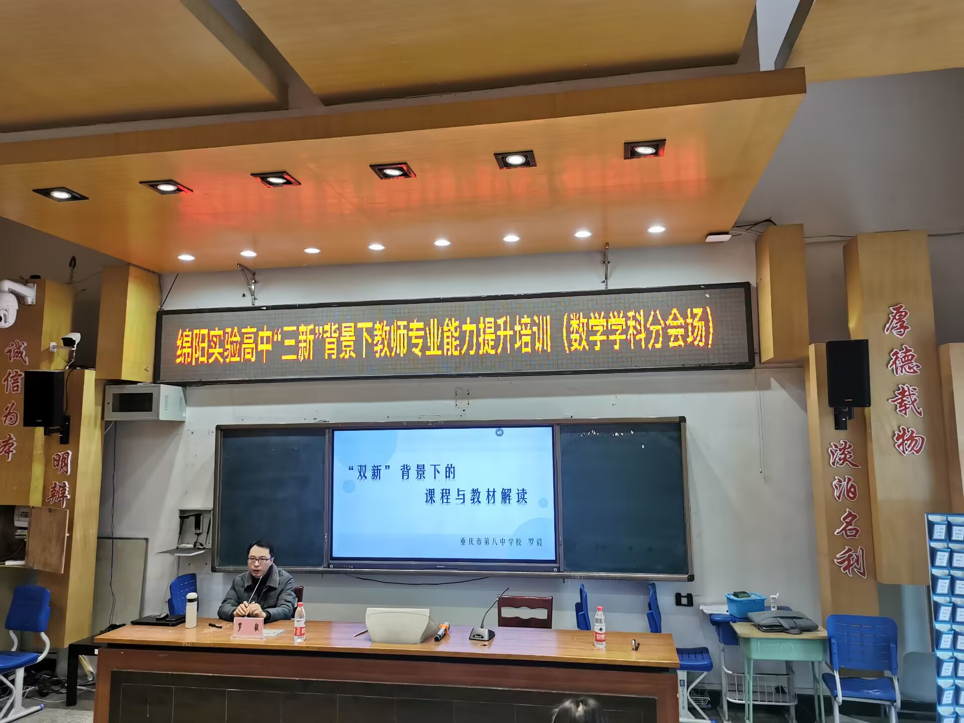 绵阳实验高中“三新”背景下教师专业能力提升培训（数学学科分会场）
“双新”背景下的
课程与教材解读
重庆市第八中学校 罗毅
诚信为本
明辨
厚德载物
淡泊名利